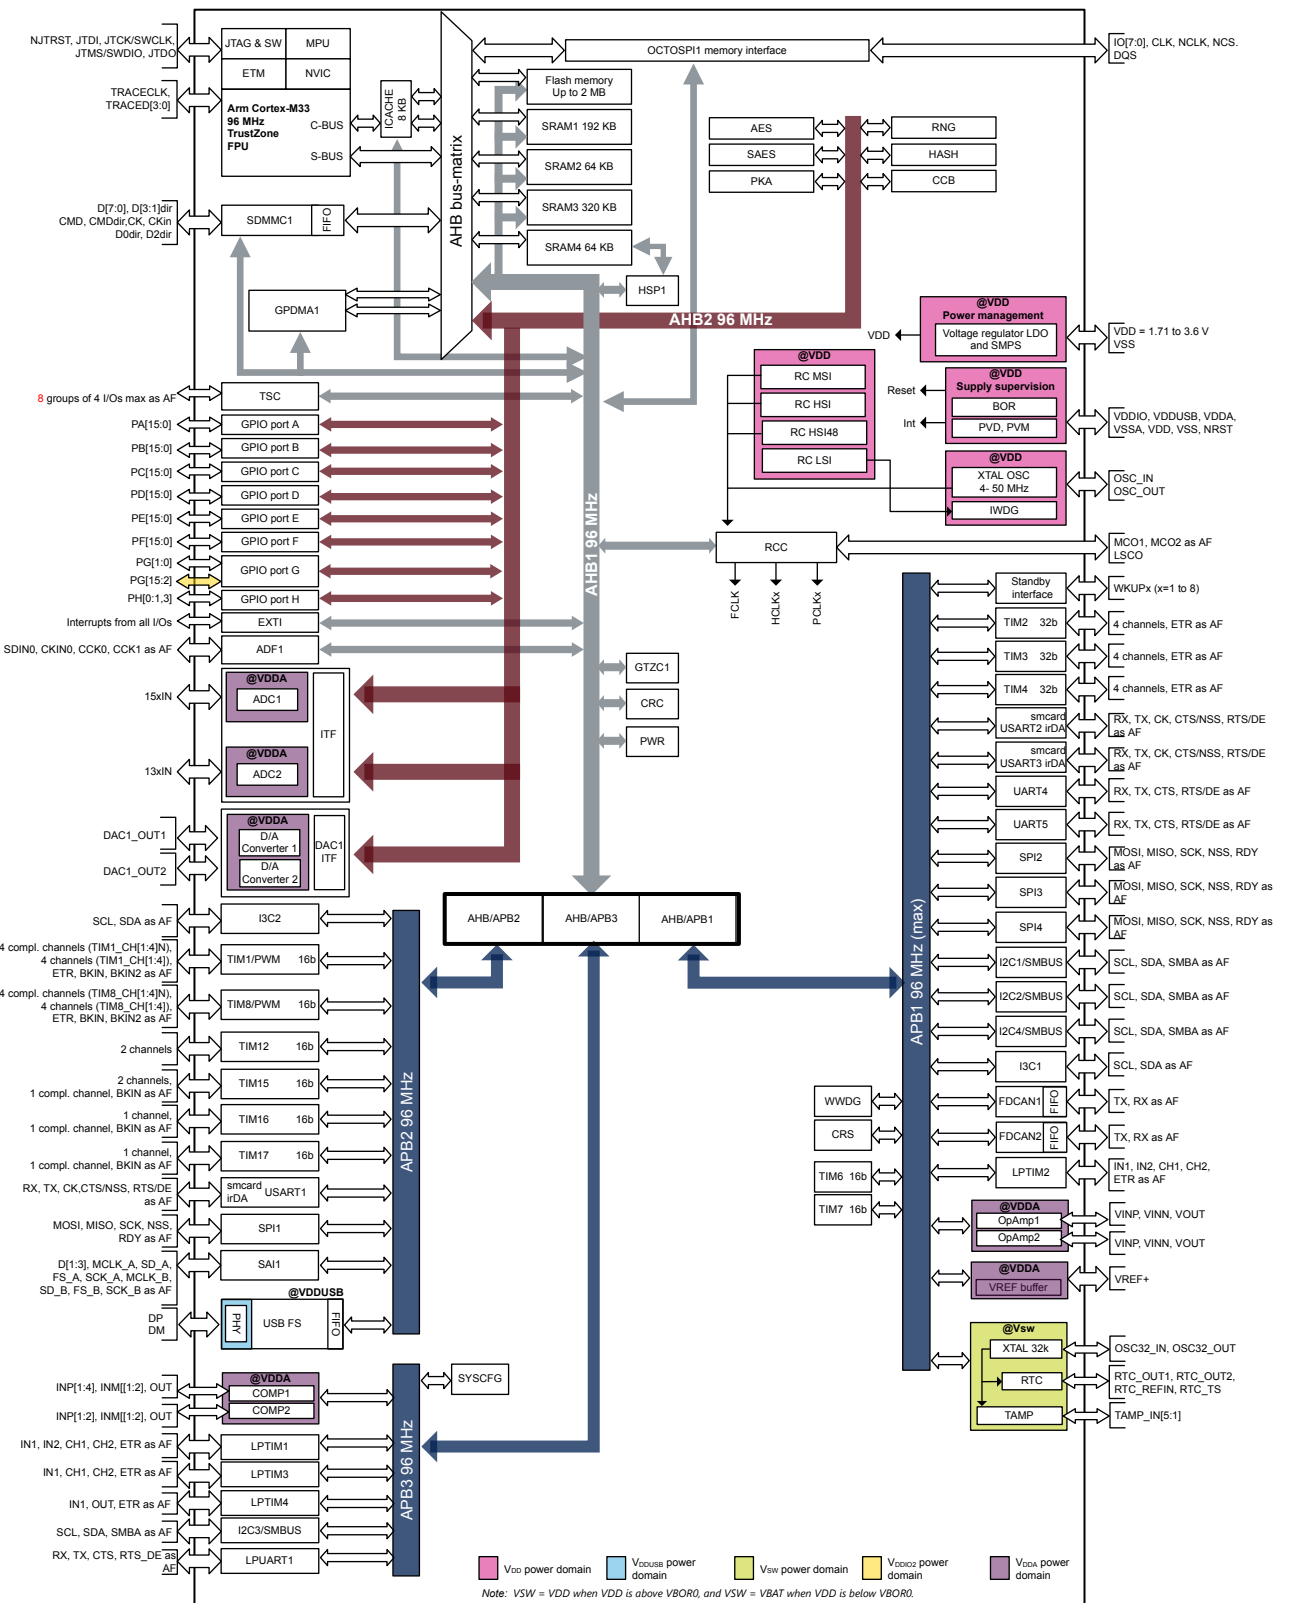 NJTRST, JTDI, JTCK/SWCLK,
JTMS/SWDIO, JTDO
JTAG & SW
MPU
ETM
NVIC
TRACECLK,
TRACED[3:0]
Arm Cortex-M33
96 MHz
TrustZone
FPU
C-BUS
S-BUS
ICACHE
8 KB
AHB bus-matrix
OCTOSPI1 memory interface
IO[7:0], CLK, NCLK, NCS.
DQS
Flash memory
Up to 2 MB
SRAM1 192 KB
SRAM2 64 KB
SRAM3 320 KB
SRAM4 64 KB
HSP1
AES
SAES
PKA
RNG
HASH
CCB
D[7:0], D[3:1]dir
CMD, CMDdir,CK, CKin
D0dir, D2dir
SDMMC1
FIFO
GPDMA1
AHB2 96 MHz
@VDD
Power management
Voltage regulator LDO
and SMPS
VDD
VDD = 1.71 to 3.6 V
VSS
@VDD
RC MSI
RC HSI
RC HSI48
RC LSI
@VDD
Supply supervision
BOR
PVD, PVM
Reset
Int
VDDIO, VDDUSB, VDDA,
VSSA, VDD, VSS, NRST
@VDD
XTAL OSC
4- 50 MHz
IWDG
OSC_IN
OSC_OUT
8 groups of 4 I/Os max as AF
TSC
PA[15:0]
GPIO port A
PB[15:0]
GPIO port B
PC[15:0]
GPIO port C
PD[15:0]
GPIO port D
PE[15:0]
GPIO port E
PF[15:0]
GPIO port F
PG[1:0]
PG[15:2]
GPIO port G
PH[0:1,3]
GPIO port H
Interrupts from all I/Os
EXTI
SDIN0, CKIN0, CCK0, CCK1 as AF
ADF1
AHB1 96 MHz
RCC
MCO1, MCO2 as AF
LSCO
FCLK
HCLKx
PCLKx
GTZC1
CRC
PWR
15xIN
@VDDA
ADC1
13xIN
@VDDA
ADC2
ITF
DAC1_OUT1
DAC1_OUT2
@VDDA
D/A
Converter 1
D/A
Converter 2
DAC1
ITF
AHB/APB2
AHB/APB3
AHB/APB1
SCL, SDA as AF
I3C2
4 compl. channels (TIM1_CH[1:4]N),
4 channels (TIM1_CH[1:4]),
ETR, BKIN, BKIN2 as AF
TIM1/PWM 16b
4 compl. channels (TIM8_CH[1:4]N),
4 channels (TIM8_CH[1:4]),
ETR, BKIN, BKIN2 as AF
TIM8/PWM 16b
2 channels
TIM12 16b
2 channels,
1 compl. channel, BKIN as AF
TIM15 16b
1 channel,
1 compl. channel, BKIN as AF
TIM16 16b
1 channel,
1 compl. channel, BKIN as AF
TIM17 16b
RX, TX, CK,CTS/NSS, RTS/DE
as AF
smcard
irDA
USART1
MOSI, MISO, SCK, NSS,
RDY as AF
SPI1
D[1:3], MCLK_A, SD_A,
FS_A, SCK_A, MCLK_B,
SD_B, FS_B, SCK_B as AF
SAI1
@VDDUSB
DP
DM
PHY
USB FS
FIFO
APB2 96 MHz
@VDDA
INP[1:4], INM[[1:2], OUT
COMP1
INP[1:2], INM[[1:2], OUT
COMP2
SYSCFG
IN1, IN2, CH1, CH2, ETR as AF
LPTIM1
IN1, CH1, CH2, ETR as AF
LPTIM3
IN1, OUT, ETR as AF
LPTIM4
SCL, SDA, SMBA as AF
I2C3/SMBUS
RX, TX, CTS, RTS_DE as
AF
LPUART1
APB3 96 MHz
APB1 96 MHz (max)
Standby
interface
WKUPx (x=1 to 8)
TIM2 32b
4 channels, ETR as AF
TIM3 32b
4 channels, ETR as AF
TIM4 32b
4 channels, ETR as AF
smcard
USART2 irDA
RX, TX, CK, CTS/NSS, RTS/DE
as AF
smcard
USART3 irDA
RX, TX, CK, CTS/NSS, RTS/DE
as AF
UART4
RX, TX, CTS, RTS/DE as AF
UART5
RX, TX, CTS, RTS/DE as AF
SPI2
MOSI, MISO, SCK, NSS, RDY
as AF
SPI3
MOSI, MISO, SCK, NSS, RDY as
AF
SPI4
MOSI, MISO, SCK, NSS, RDY as
AF
I2C1/SMBUS
SCL, SDA, SMBA as AF
I2C2/SMBUS
SCL, SDA, SMBA as AF
I2C4/SMBUS
SCL, SDA, SMBA as AF
I3C1
SCL, SDA as AF
WWDG
FDCAN1
FIFO
TX, RX as AF
CRS
FDCAN2
FIFO
TX, RX as AF
TIM6 16b
LPTIM2
IN1, IN2, CH1, CH2,
ETR as AF
TIM7 16b
@VDDA
OpAmp1
VINP, VINN, VOUT
OpAmp2
VINP, VINN, VOUT
@VDDA
VREF buffer
VREF+
@Vsw
XTAL 32k
OSC32_IN, OSC32_OUT
RTC
RTC_OUT1, RTC_OUT2,
RTC_REFIN, RTC_TS
TAMP
TAMP_IN[5:1]
VDD power domain
VDDUSB power
domain
VSW power domain
VDDIO2 power
domain
VDDA power
domain
Note: VSW = VDD when VDD is above VBOR0, and VSW = VBAT when VDD is below VBOR0.